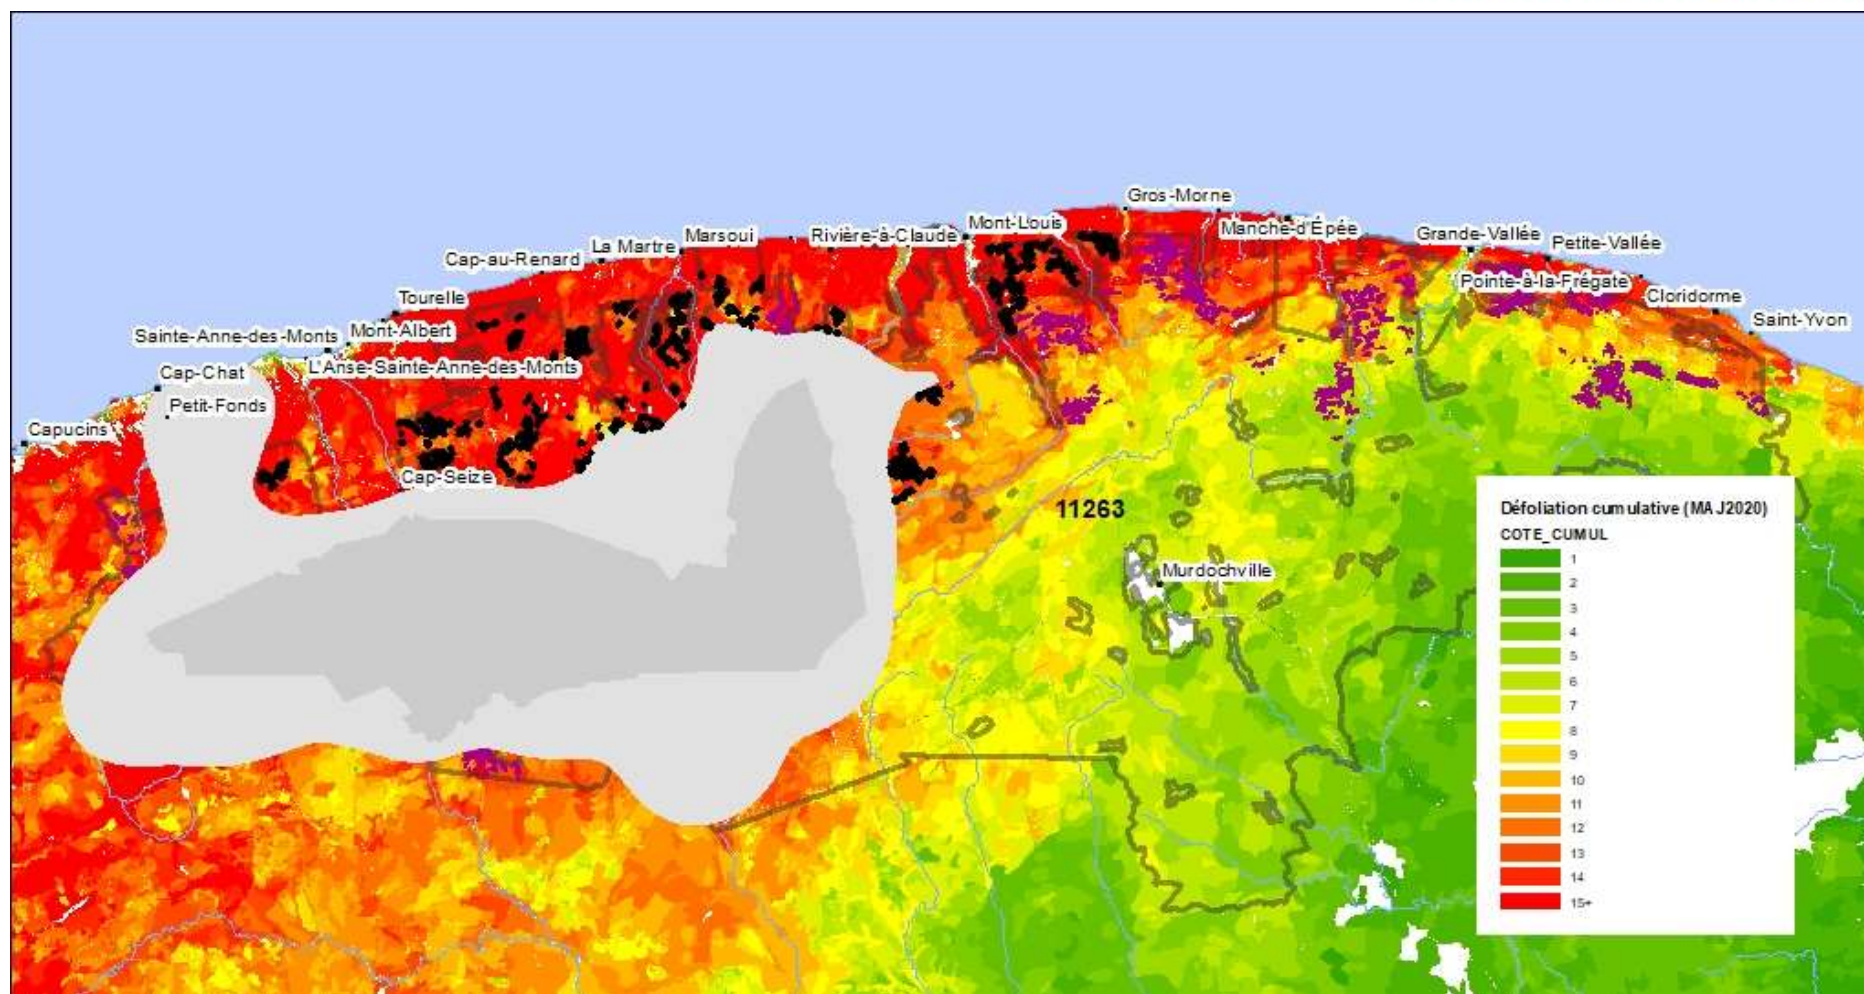 Gros-Morne
Mont-Louis
Rivière-à-Claude
Marsoui
Manche-d'Épée
Grande-Vallée
La Martre
Petite-Vallée
Cap-au-Renard
Pointe-à-la-Frégate
Tourelle
Cloridorme
Saint-Yvon
Mont-Albert
Sainte-Anne-des-Monts
L'Anse-Sainte-Anne-des-Monts
Cap-Chat
Petit-Fonds
Capucins
Cap-Seize
11263
Murdochville
Défoliation cumulative (MAJ2020)
COTE_CUMUL
1
2
3
4
5
6
7
8
9
10
11
12
13
14
15+